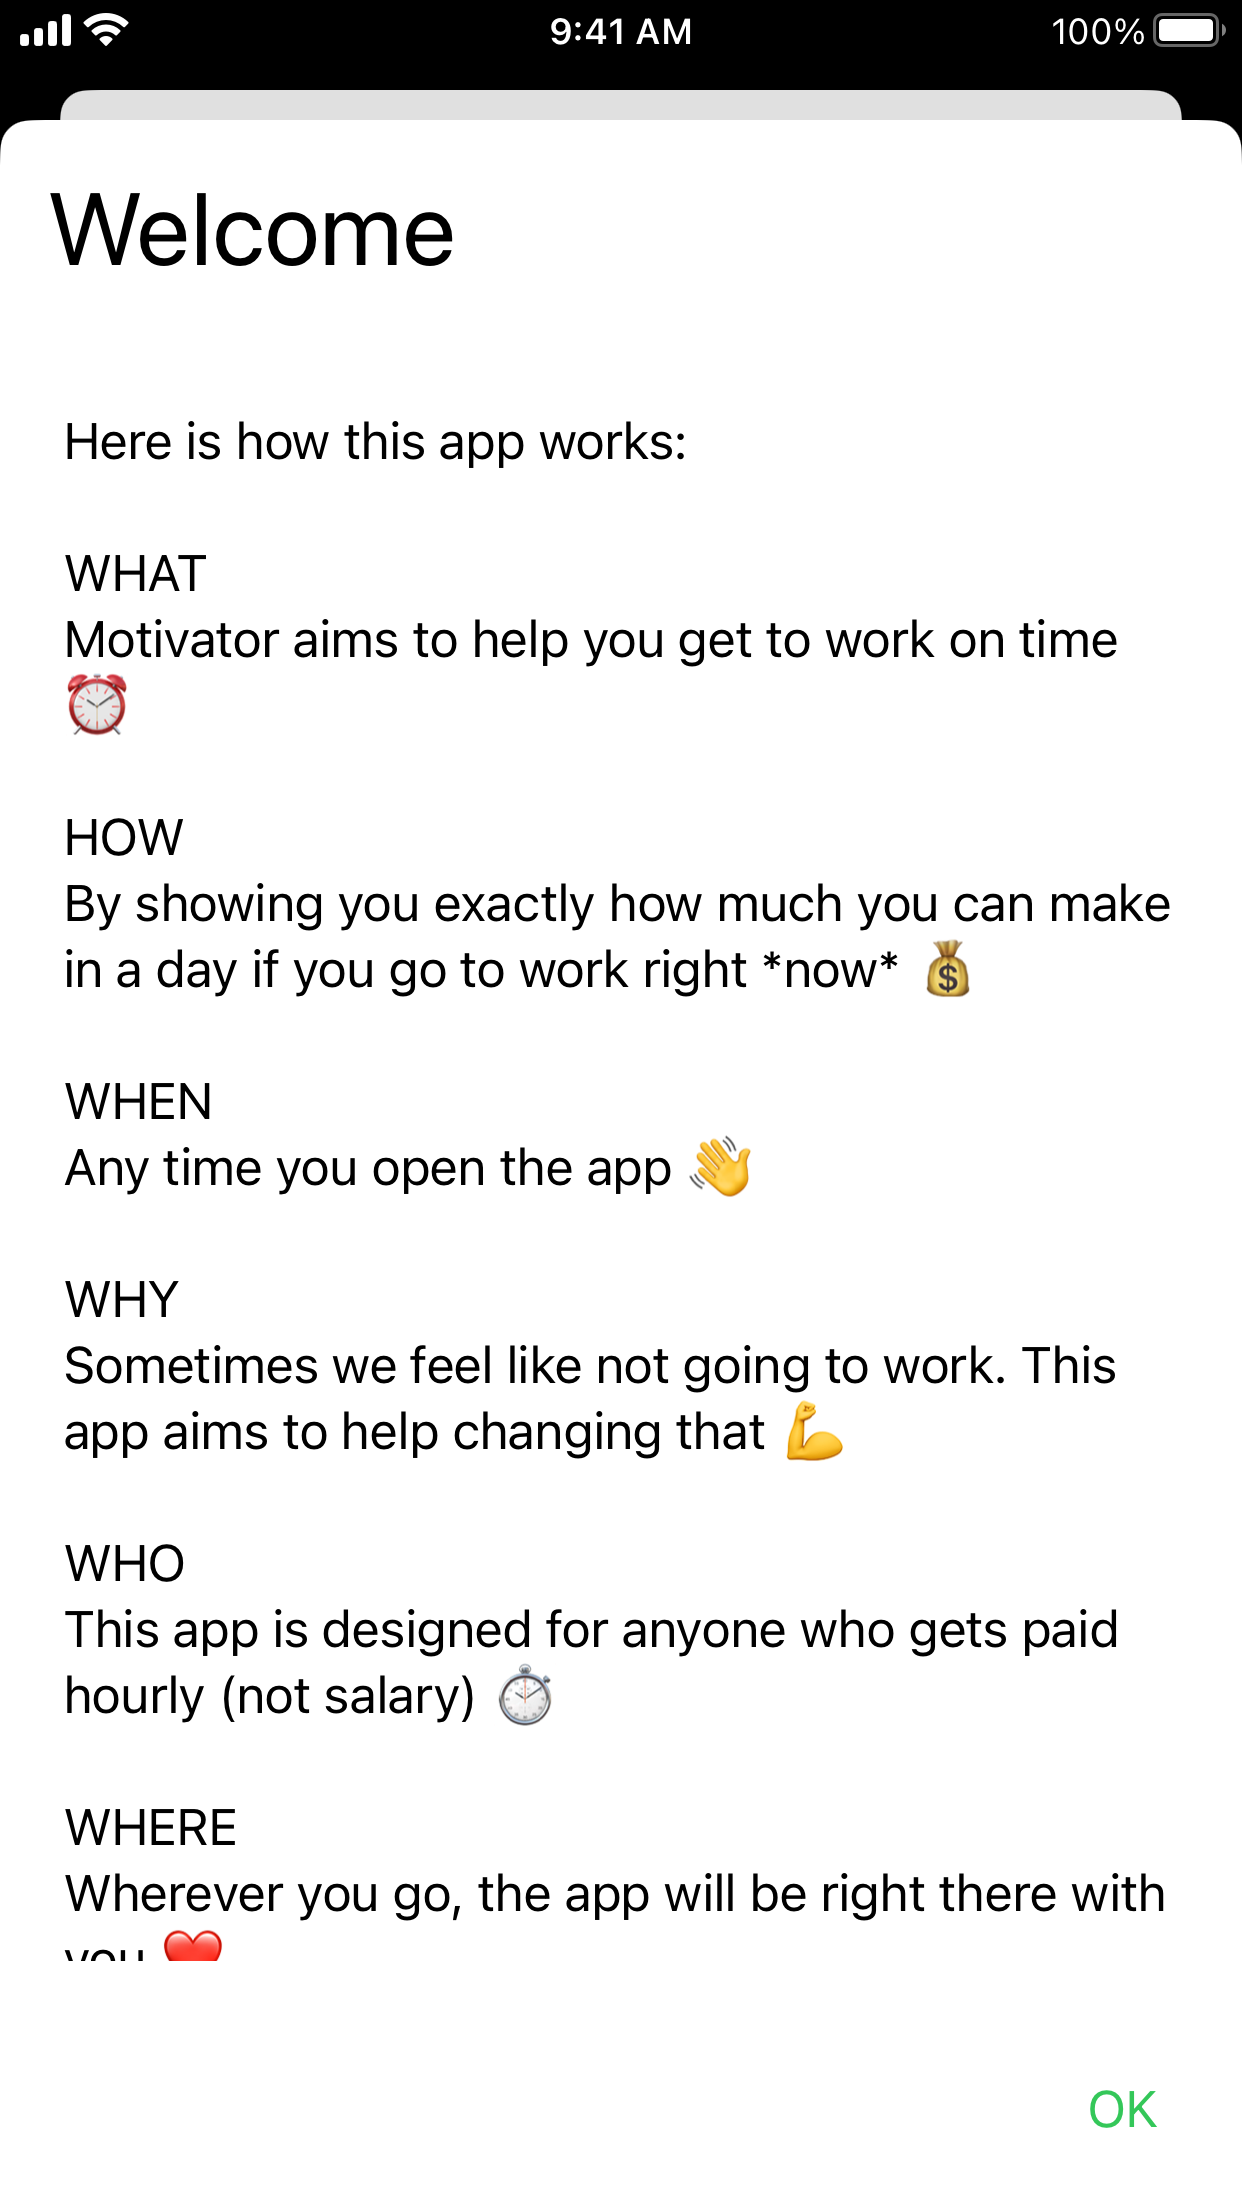 9:41 AM
100%
Welcome
Here is how this app works:
WHAT
Motivator aims to help you get to work on time
⏰
HOW
By showing you exactly how much you can make
in a day if you go to work right *now* 💰
WHEN
Any time you open the app 👋
WHY
Sometimes we feel like not going to work. This
app aims to help changing that 💪
WHO
This app is designed for anyone who gets paid
hourly (not salary) ⏱
WHERE
Wherever you go, the app will be right there with
you ❤️
OK